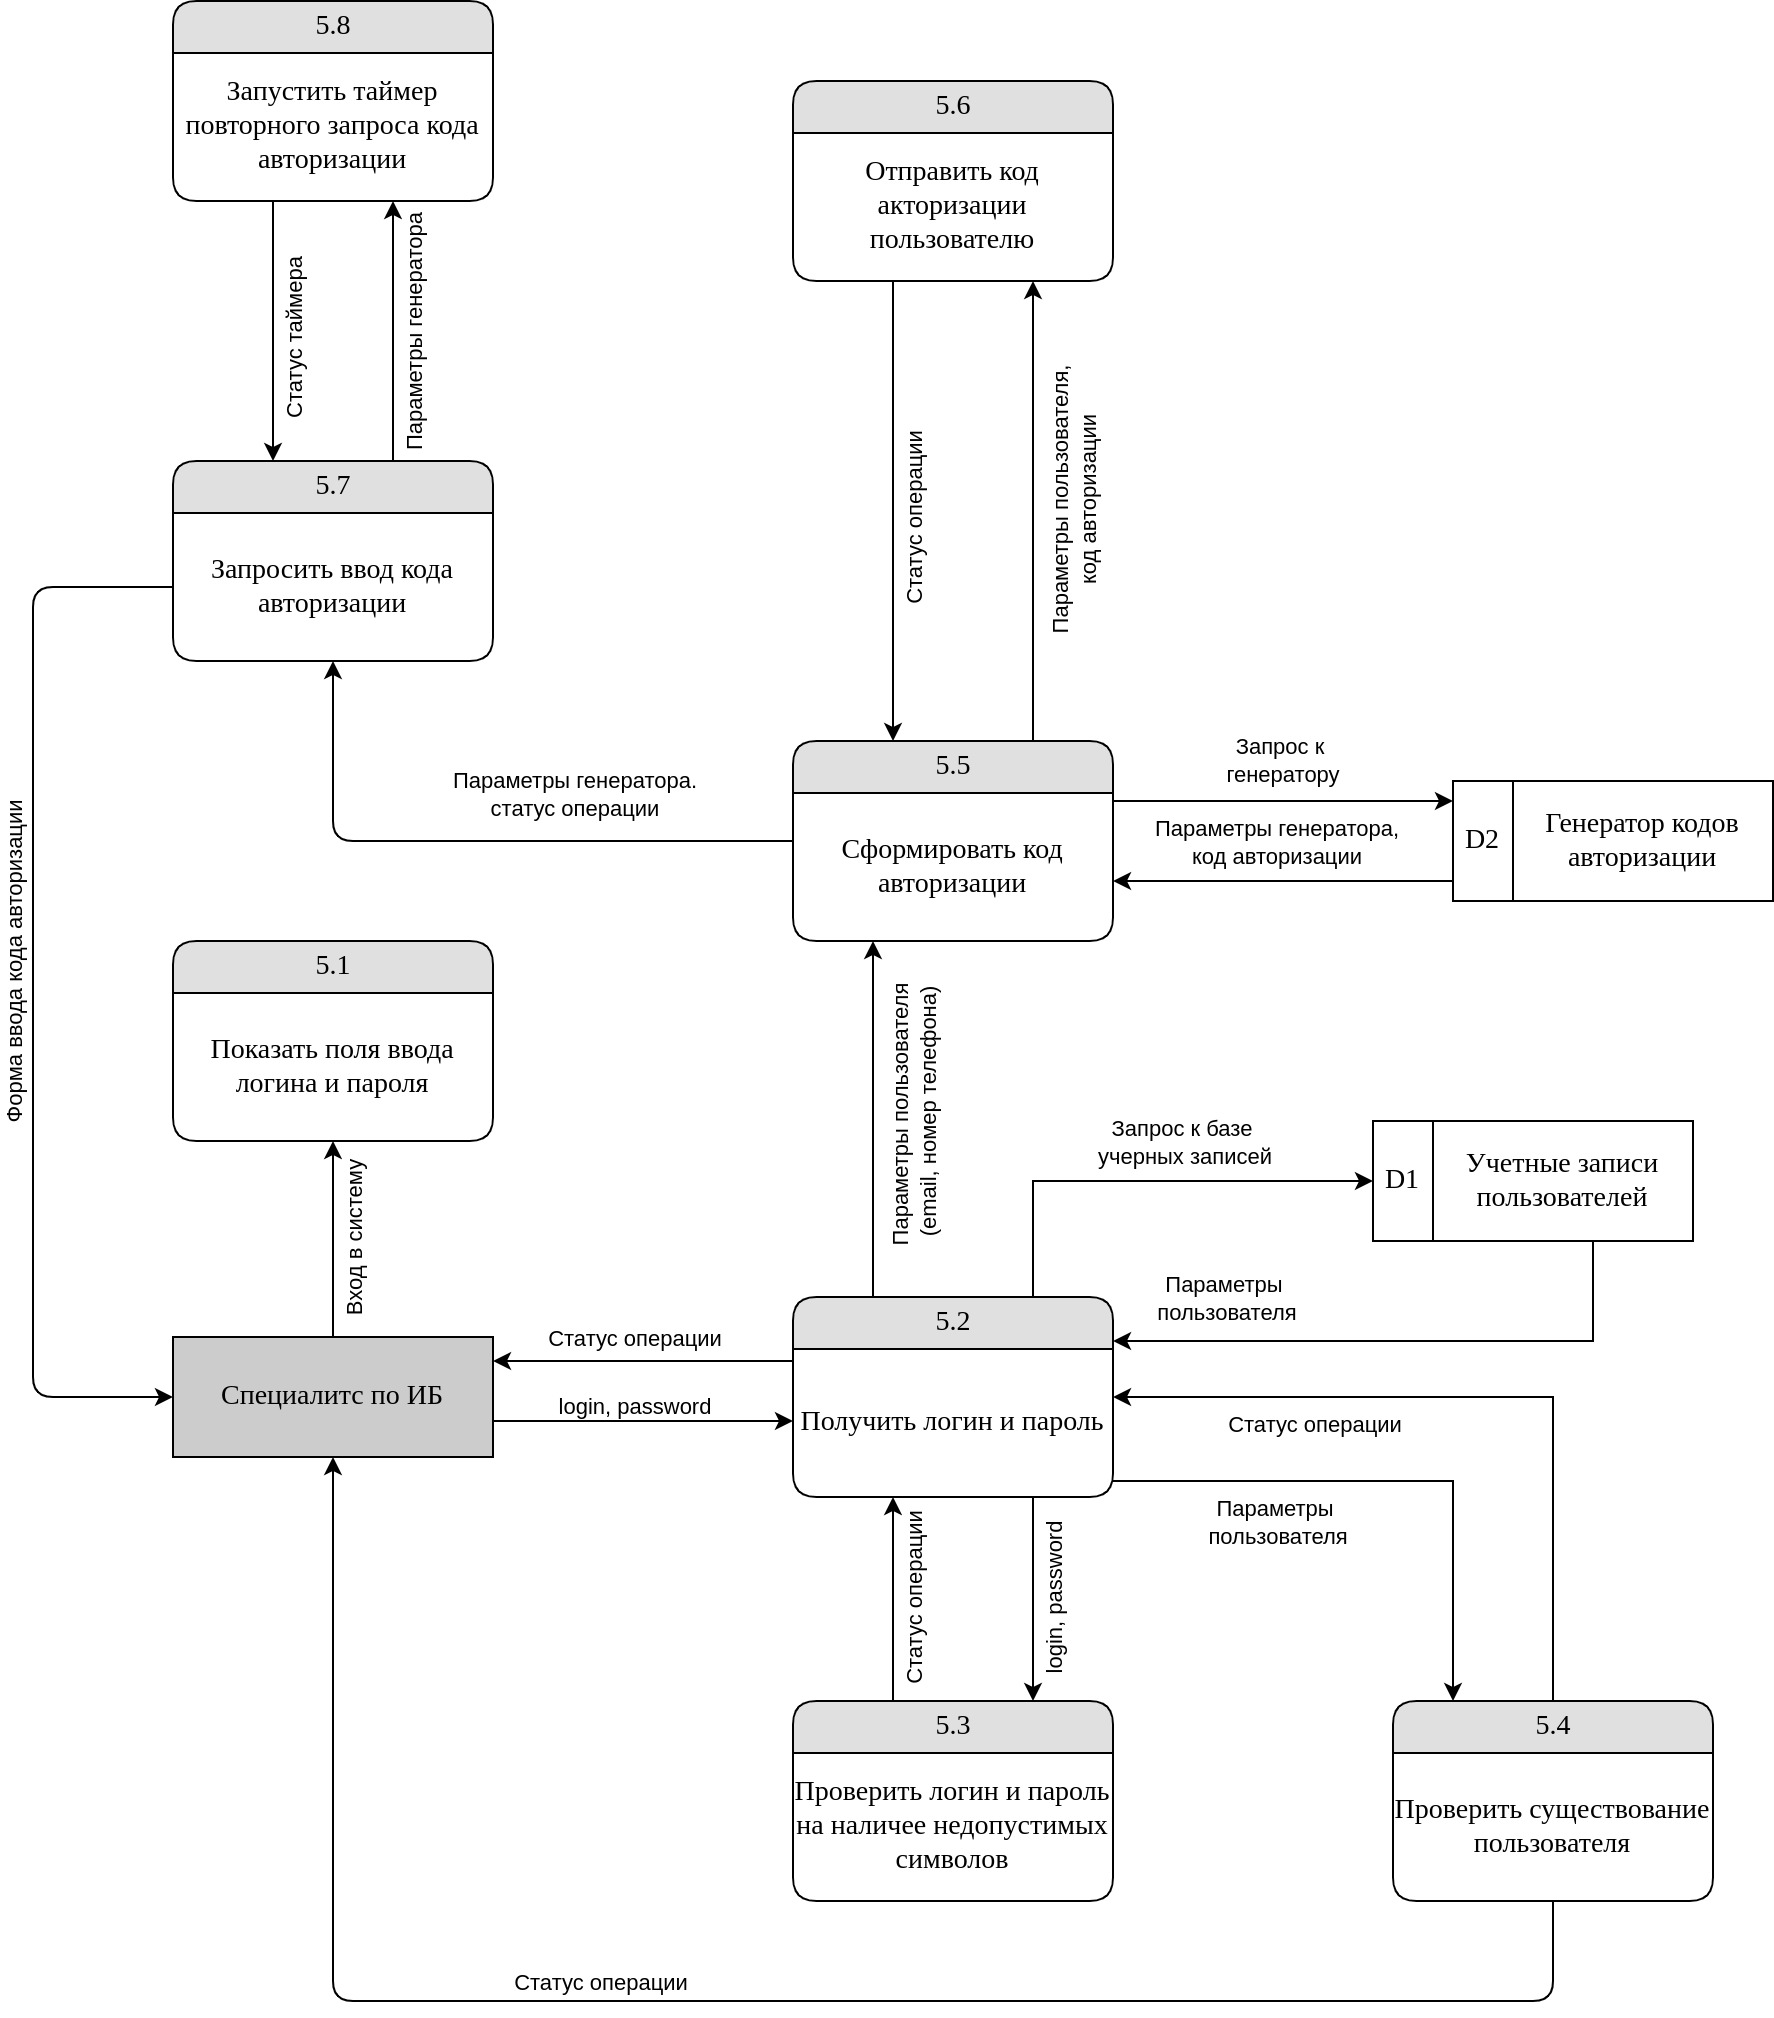 5.8
Запустить таймер
повторного запроса кода
авторизации
5.6
Отправить код
акторизации
пользователю
Статус таймера
Параметры генератора
5.7
Запросить ввод кода
авторизации
Статус операции
Параметры пользователя,
код авторизации
Параметры генератора.
статус операции
5.5
Сформировать код
авторизации
Запрос к
генератору
Параметры генератора,
код авторизации
D2
Генератор кодов
авторизации
Форма ввода кода авторизации
5.1
Показать поля ввода
логина и пароля
Параметры пользователя
(email, номер телефона)
Запрос к базе
учерных записей
D1
Учетные записи
пользователей
Вход в систему
Параметры
пользователя
Специалитс по ИБ
Статус операции
login, password
5.2
Получить логин и пароль
Статус операции
Параметры
пользователя
Статус операции
login, password
5.3
Проверить логин и пароль
на наличее недопустимых
символов
5.4
Проверить существование
пользователя
Статус операции